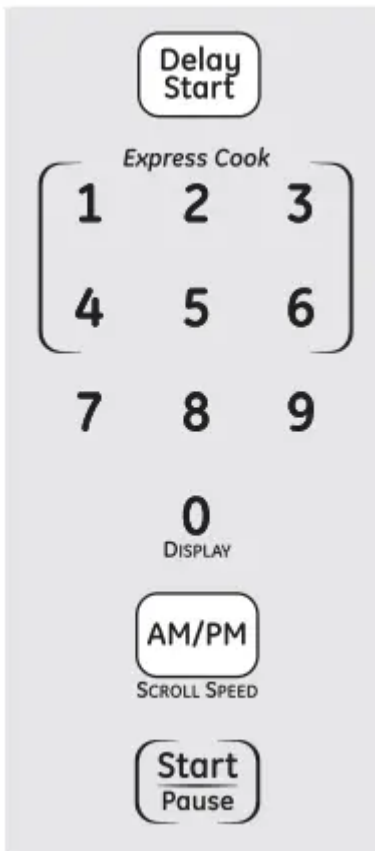 Delay
Start
Express Cook
1 2 3
4 5 6
7 8 9
0
DISPLAY
AM/PM
SCROLL SPEED
Start
Pause